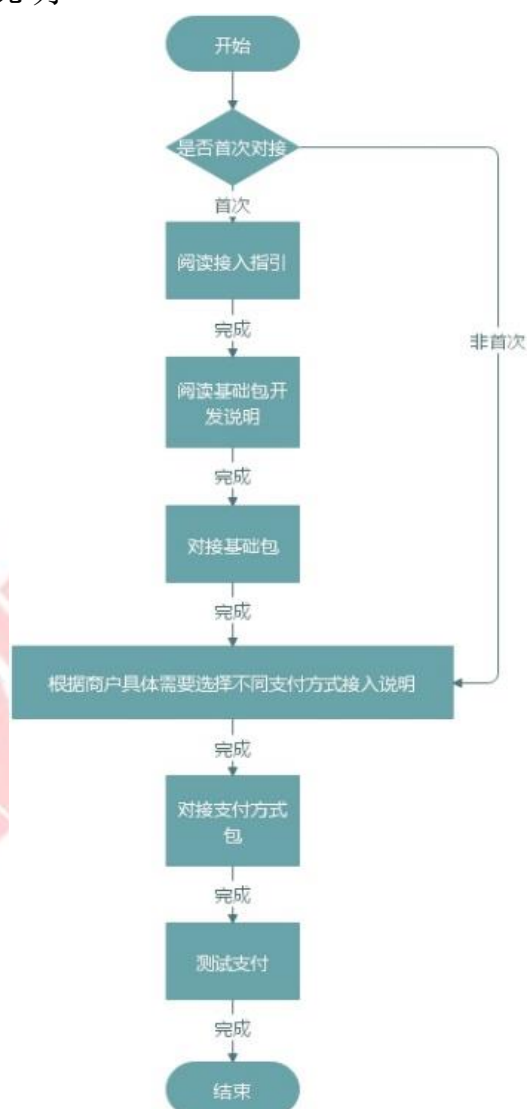 开始
是否首次对接
首次
阅读接入指引
完成
非首次
阅读基础包开
发说明
完成
对接基础包
完成
根据商户具体需要选择不同支付方式接入说明
完成
对接支付方式
包
完成
测试支付
完成
结束